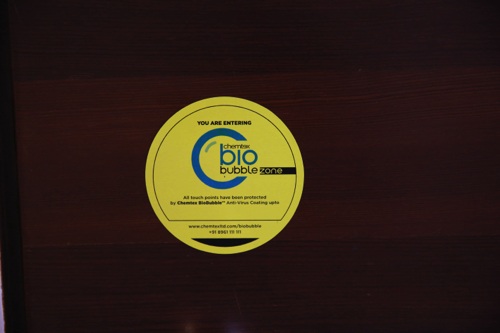 YOU ARE ENTERING
chemtex
bio
bubble zone
All touch points have been protected
by Chemtex BioBubble™ Anti-Virus Coating upto
www.chemtexltd.com/biobubble
+91 8961 111 111